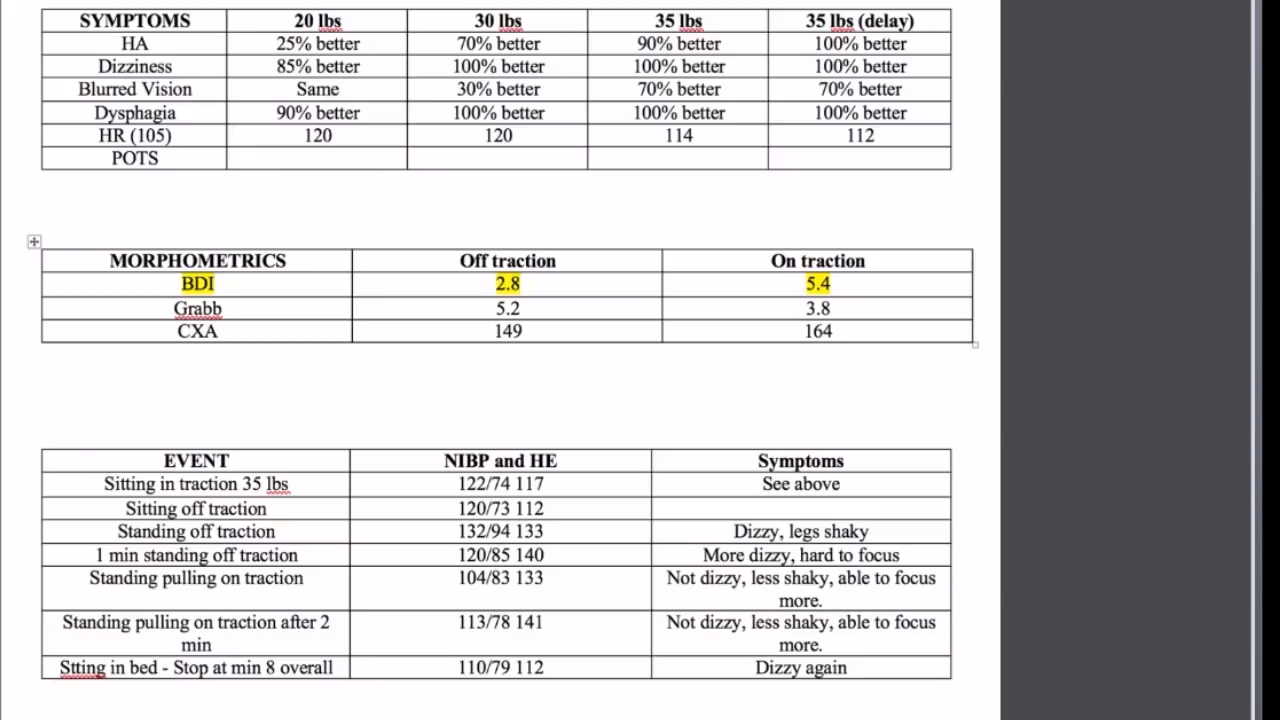 SYMPTOMS 20 lbs 30 lbs 35 lbs 35 lbs (delay)
HA 25% better 70% better 90% better 100% better
Dizziness 85% better 100% better 100% better 100% better
Blurred Vision Same 30% better 70% better 70% better
Dysphagia 90% better 100% better 100% better 100% better
HR (105) 120 120 114 112
POTS
MORPHOMETRICS Off traction On traction
BDI 2.8 5.4
Grabb 5.2 3.8
CXA 149 164
EVENT NIBP and HE Symptoms
Sitting in traction 35 lbs 122/74 117 See above
Sitting off traction 120/73 112
Standing off traction 132/94 133 Dizzy, legs shaky
1 min standing off traction 120/85 140 More dizzy, hard to focus
Standing pulling on traction 104/83 133 Not dizzy, less shaky, able to focus
more.
Standing pulling on traction after 2 113/78 141 Not dizzy, less shaky, able to focus
min more.
Stting in bed - Stop at min 8 overall 110/79 112 Dizzy again